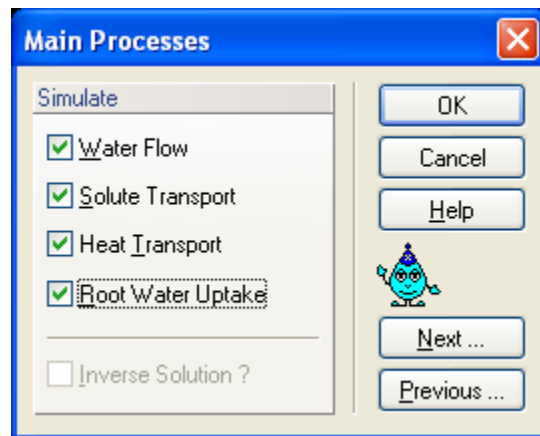 Main Processes
Simulate
Water Flow
Solute Transport
Heat Transport
Root Water Uptake
Inverse Solution ?
OK
Cancel
Help
Next ...
Previous ...